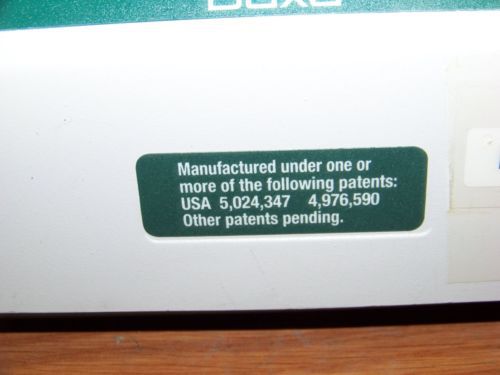 Manufactured under one or
more of the following patents:
USA 5,024,347 4,976,590
Other patents pending.